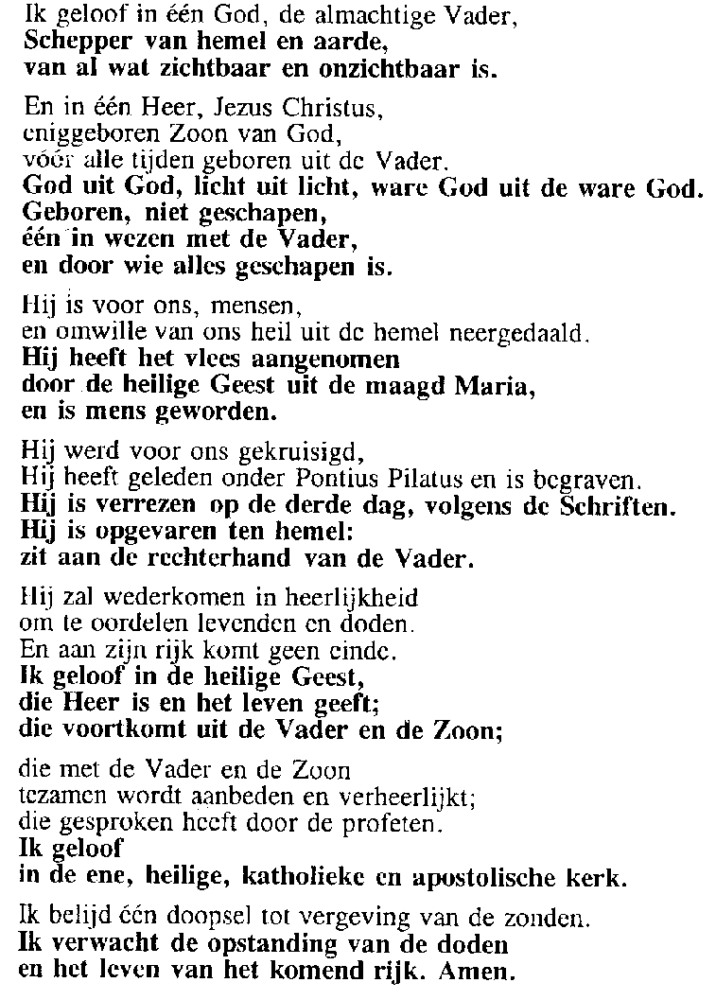 Ik geloof in één God, de almachtige Vader,
Schepper van hemel en aarde,
van al wat zichtbaar en onzichtbaar is.
En in één Heer, Jezus Christus,
eniggeboren Zoon van God,
vóór alle tijden geboren uit de Vader.
God uit God, licht uit licht, ware God uit de ware God.
Geboren, niet geschapen,
één in wezen met de Vader,
en door wie alles geschapen is.
Hij is voor ons, mensen,
en omwille van ons heil uit de hemel neergedaald.
Hij heeft het vlees aangenomen
door de heilige Geest uit de maagd Maria,
en is mens geworden.
Hij werd voor ons gekruisigd,
Hij heeft geleden onder Pontius Pilatus en is begraven.
Hij is verrezen op de derde dag, volgens de Schriften.
Hij is opgevaren ten hemel:
zit aan de rechterhand van de Vader.
Hij zal wederkomen in heerlijkheid
om te oordelen levenden en doden.
En aan zijn rijk komt geen einde.
Ik geloof in de heilige Geest,
die Heer is en het leven geeft;
die voortkomt uit de Vader en de Zoon;
die met de Vader en de Zoon
tezamen wordt aanbeden en verheerlijkt;
die gesproken heeft door de profeten.
Ik geloof
in de ene, heilige, katholieke en apostolische kerk.
Ik belijd één doopsel tot vergeving van de zonden.
Ik verwacht de opstanding van de doden
en het leven van het komend rijk. Amen.